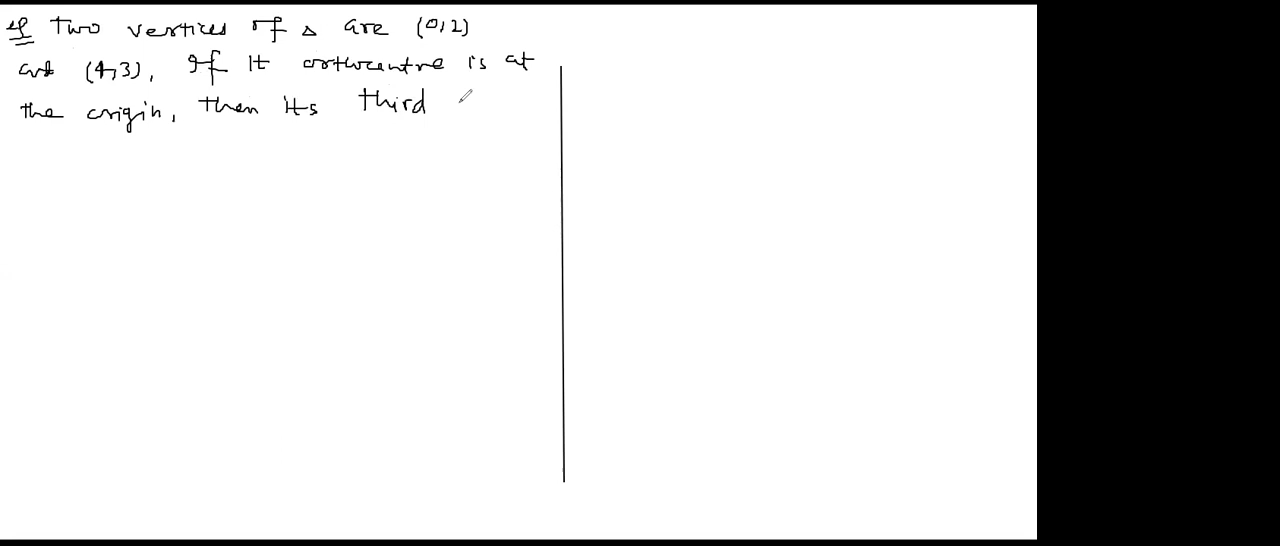 eg Two vertices of Δ are (0,2)
and (4,3), If It orthocentre is at
the origin, then its third